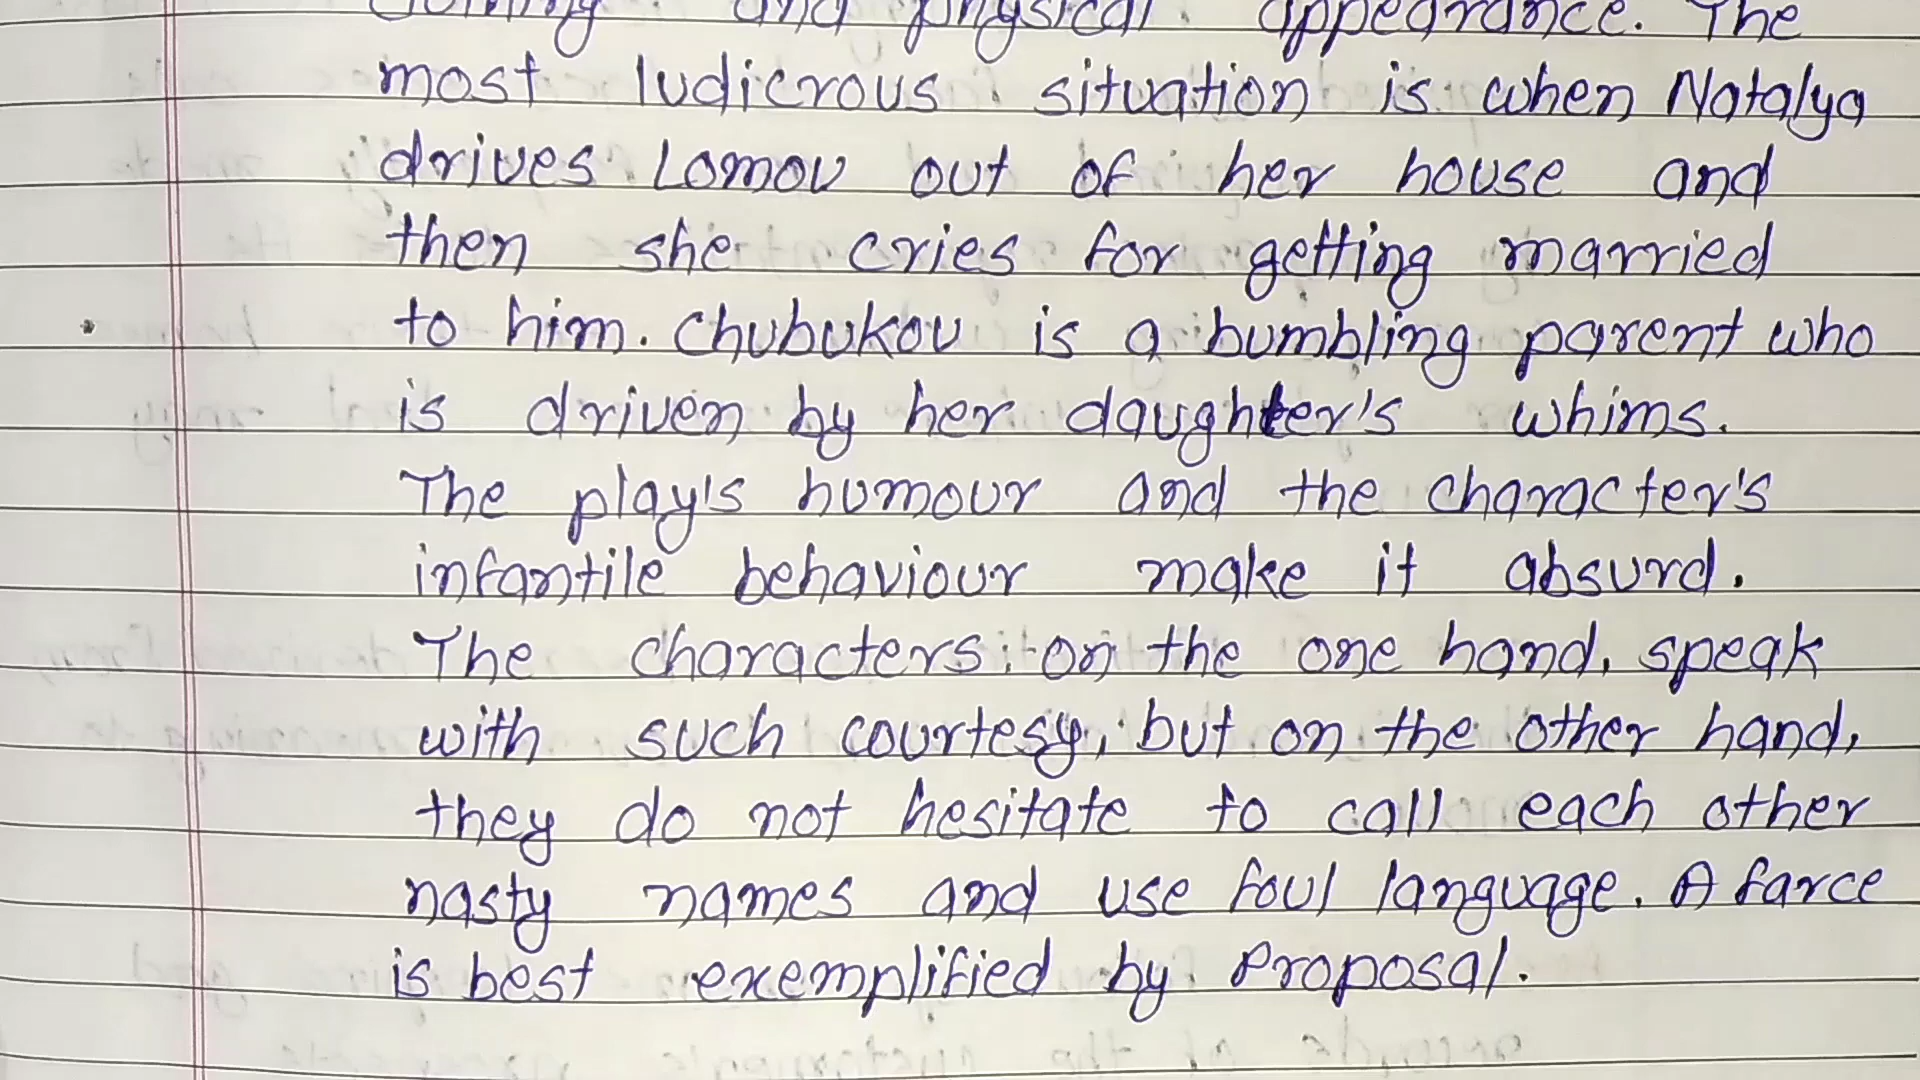 and physical appearance. The
most ludicrous situation is when Natalya
drives Lomov out of her house and
then she cries for getting married
to him. Chubukov is a bumbling parent who
is driven by her daughter's whims.
The play's humour and the character's
infantile behaviour make it absurd.
The characters on the one hand, speak
with such courtesy, but on the other hand,
they do not hesitate to call each other
nasty names and use foul language. A farce
is best exemplified by Proposal.